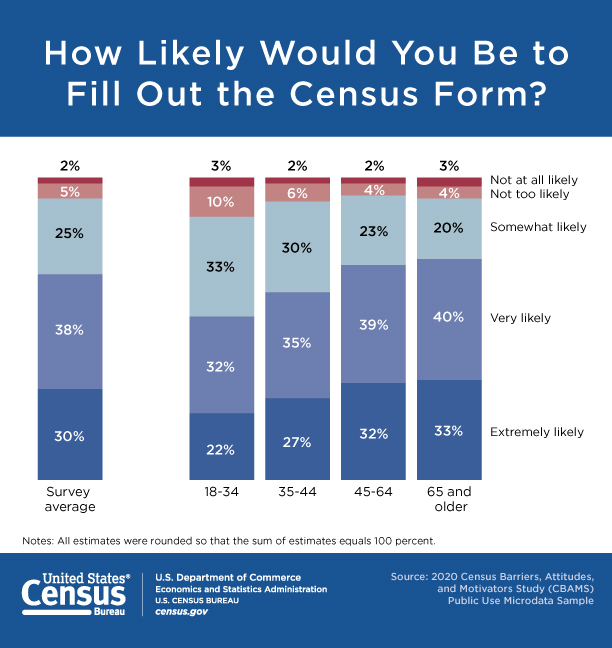 How Likely Would You Be to
Fill Out the Census Form?
2%
3%
2%
2%
3%
Not at all likely
5%
10%
6%
4%
4%
Not too likely
25%
33%
30%
23%
20%
Somewhat likely
38%
32%
35%
39%
40%
Very likely
30%
22%
27%
32%
33%
Extremely likely
Survey
average
18-34
35-44
45-64
65 and
older
Notes: All estimates were rounded so that the sum of estimates equals 100 percent.
United States®
Census
Bureau
U.S. Department of Commerce
Economics and Statistics Administration
U.S. CENSUS BUREAU
census.gov
Source: 2020 Census Barriers, Attitudes,
and Motivators Study (CBAMS)
Public Use Microdata Sample